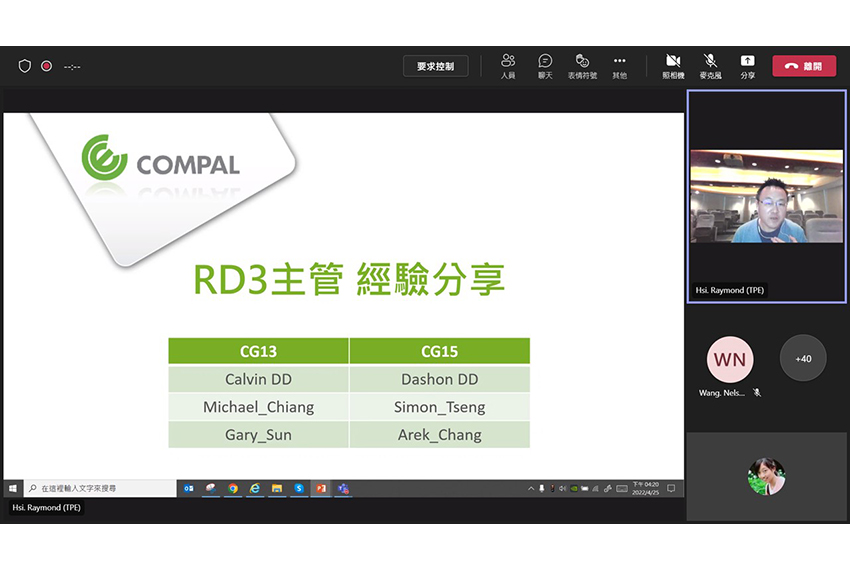 --:--
要求控制
人員
聊天
表情符號
其他
照相機
麥克風
分享
離開
COMPAL
RD3主管 經驗分享
CG13 CG15
Calvin DD Dashon DD
Michael_Chiang Simon_Tseng
Gary_Sun Arek_Chang
Hsi. Raymond (TPE)
WN
+40
Wang. Nels...
在這裡輸入文字來搜尋
下午 04:20
2022/4/25
Hsi. Raymond (TPE)